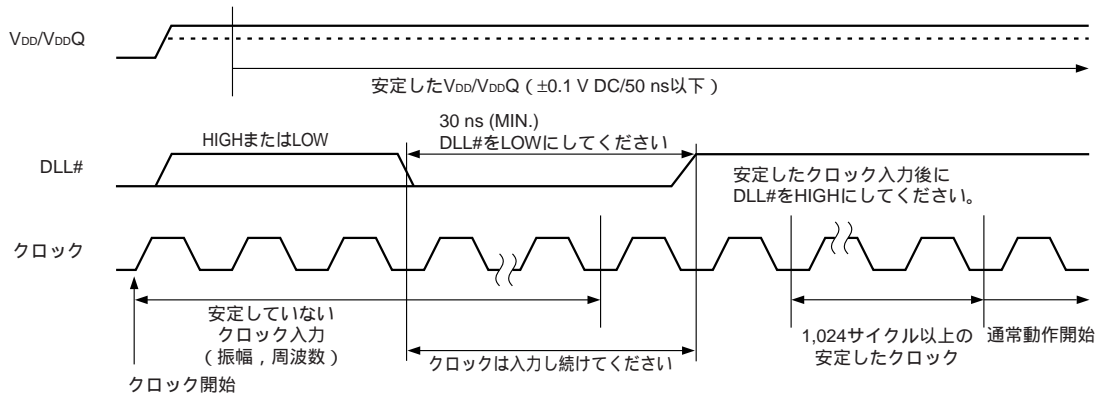 VDD/VDDQ
安定したVDD/VDDQ（±0.1 V DC/50 ns以下）
30 ns (MIN.)
DLL#をLOWにしてください
HIGHまたはLOW
DLL#
安定したクロック入力後に
DLL#をHIGHにしてください。
クロック
安定していない
クロック入力
（振幅，周波数）
クロックは入力し続けてください
1,024サイクル以上の
安定したクロック
通常動作開始
クロック開始